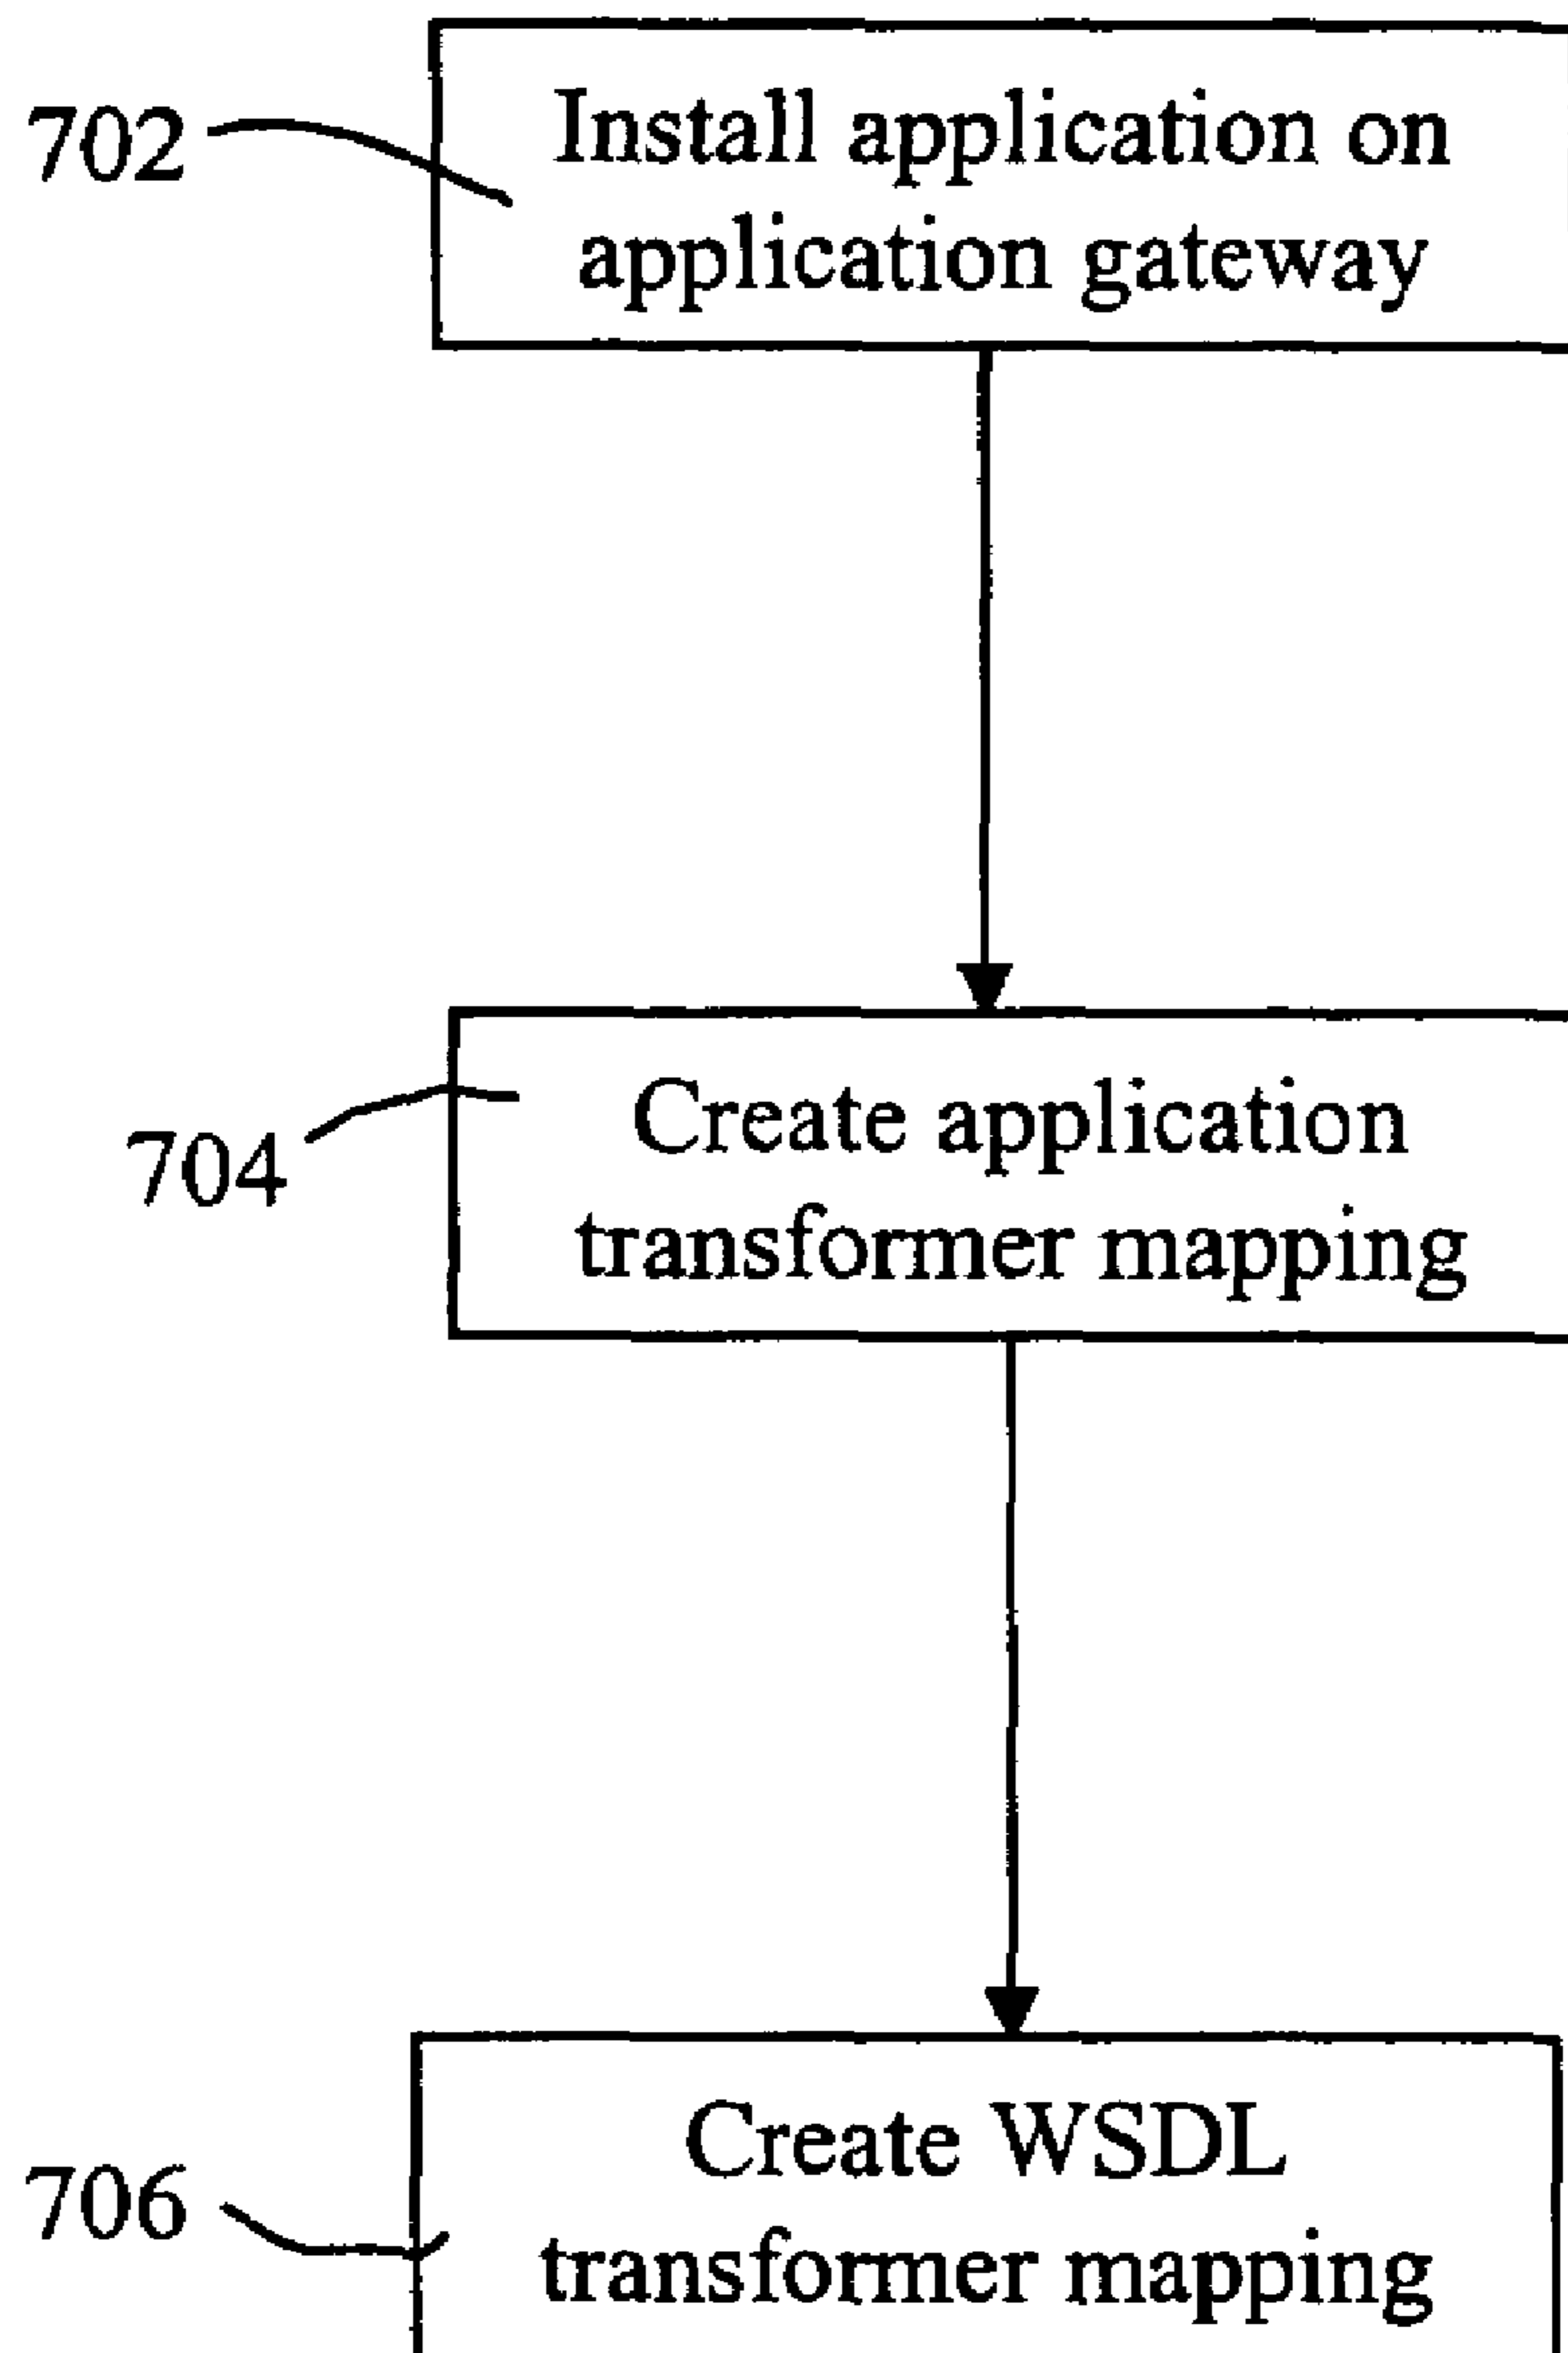 702
Install application on
application gateway
704
Create application
transformer mapping
706
Create WSDL
transformer mapping